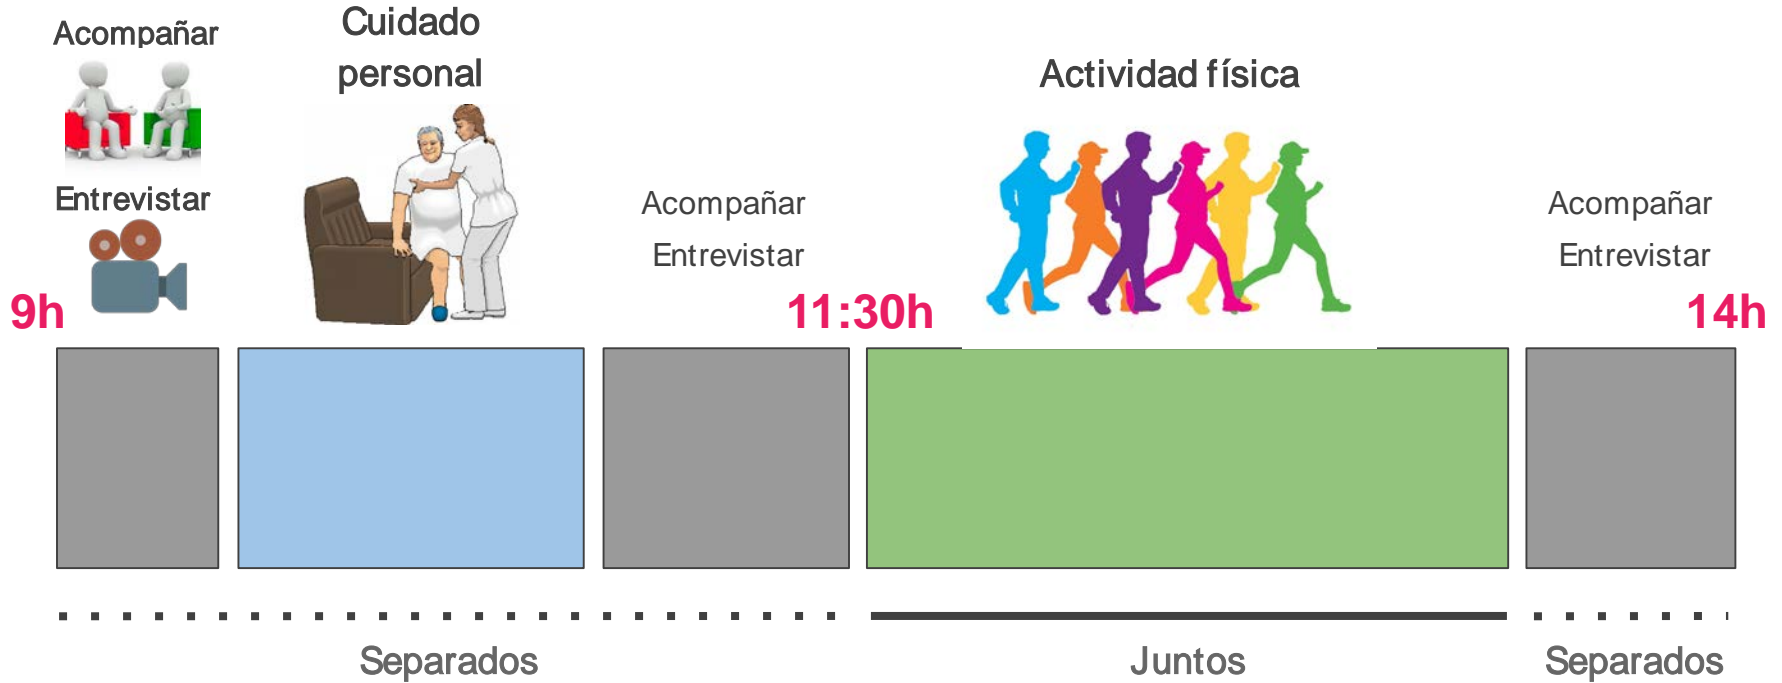 Acompañar
Entrevistar
Cuidado
personal
Acompañar
Entrevistar
Actividad física
Acompañar
Entrevistar
9h
11:30h
14h
Separados
Juntos
Separados